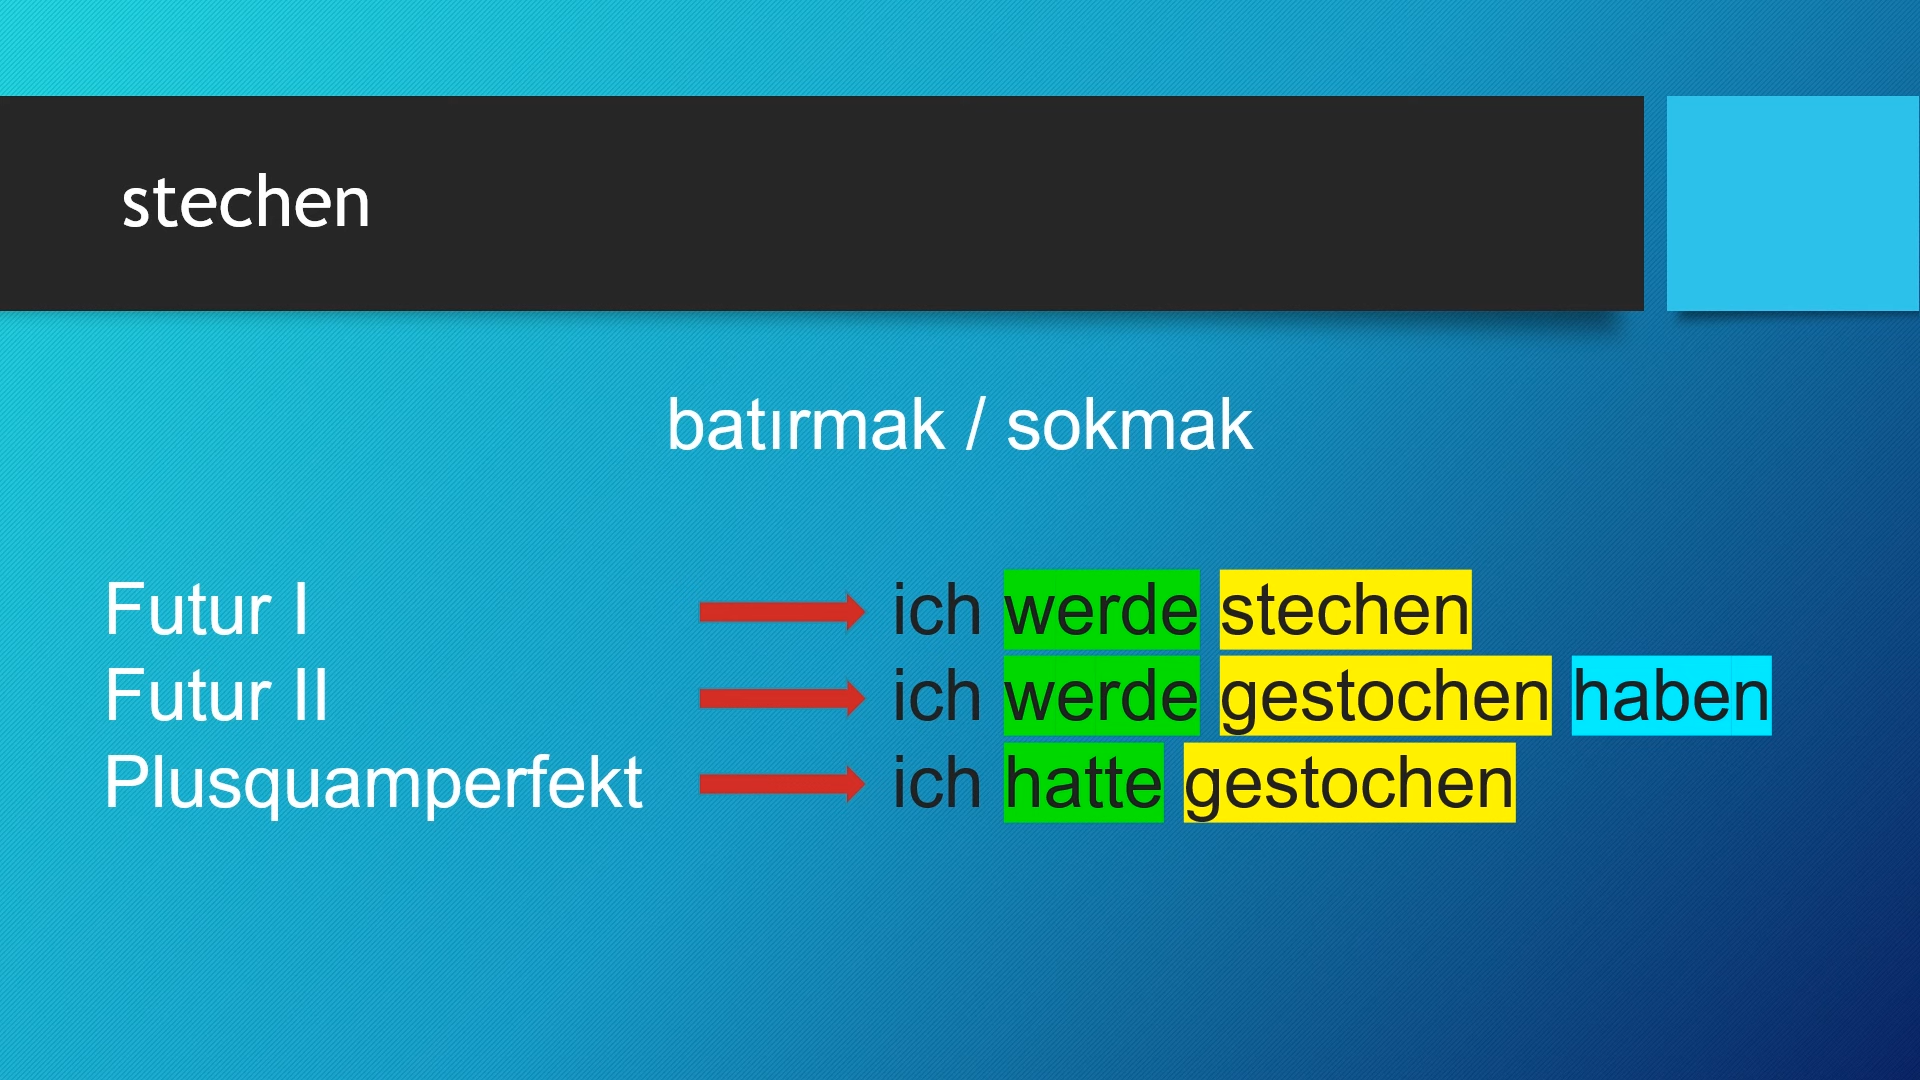 stechen
batırmak / sokmak
Futur I ich werde stechen
Futur II ich werde gestochen haben
Plusquamperfekt ich hatte gestochen